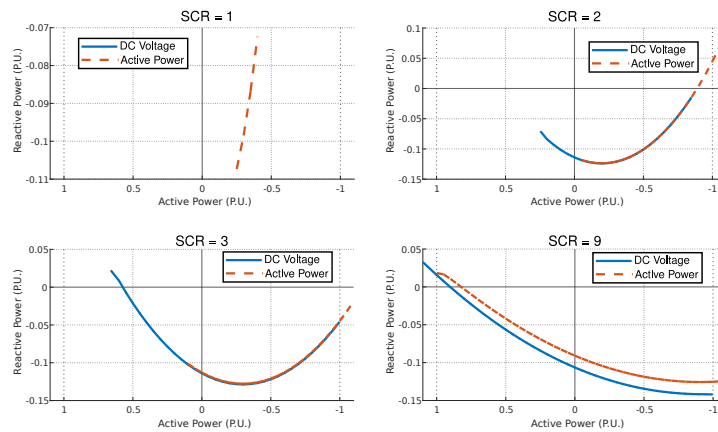 SCR = 1
-0.07
-0.08
-0.09
-0.1
-0.11
Reactive Power (P.U.)
DC Voltage
Active Power
1
0.5
0
-0.5
-1
Active Power (P.U.)
SCR = 2
0.1
0.05
0
-0.05
-0.1
-0.15
Reactive Power (P.U.)
DC Voltage
Active Power
1
0.5
0
-0.5
-1
Active Power (P.U.)
SCR = 3
0.05
0
-0.05
-0.1
-0.15
Reactive Power (P.U.)
DC Voltage
Active Power
1
0.5
0
-0.5
-1
Active Power (P.U.)
SCR = 9
0.05
0
-0.05
-0.1
-0.15
Reactive Power (P.U.)
DC Voltage
Active Power
1
0.5
0
-0.5
-1
Active Power (P.U.)